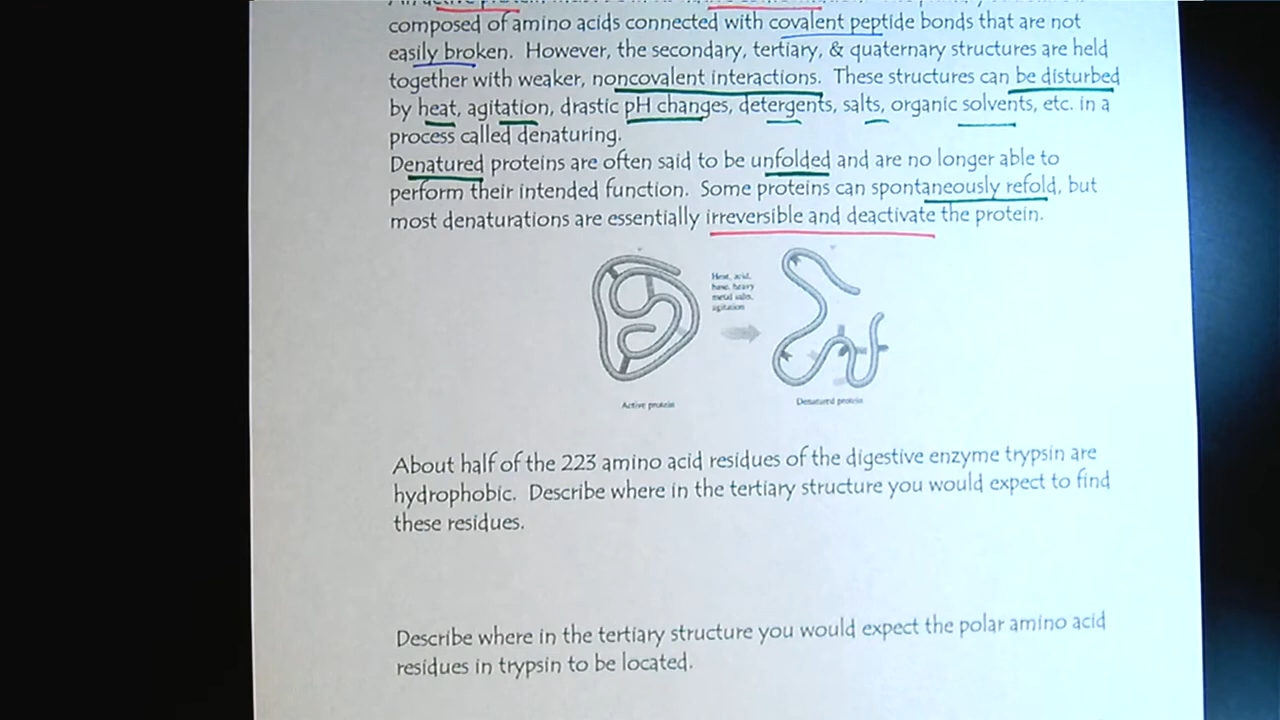 composed of amino acids connected with covalent peptide bonds that are not
easily broken. However, the secondary, tertiary, & quaternary structures are held
together with weaker, noncovalent interactions. These structures can be disturbed
by heat, agitation, drastic pH changes, detergents, salts, organic solvents, etc. in a
process called denaturing.
Denatured proteins are often said to be unfolded and are no longer able to
perform their intended function. Some proteins can spontaneously refold, but
most denaturations are essentially irreversible and deactivate the protein.
Heat, acid,
base, heavy
metal salts,
agitation
Active protein
Denatured protein
About half of the 223 amino acid residues of the digestive enzyme trypsin are
hydrophobic. Describe where in the tertiary structure you would expect to find
these residues.
Describe where in the tertiary structure you would expect the polar amino acid
residues in trypsin to be located.